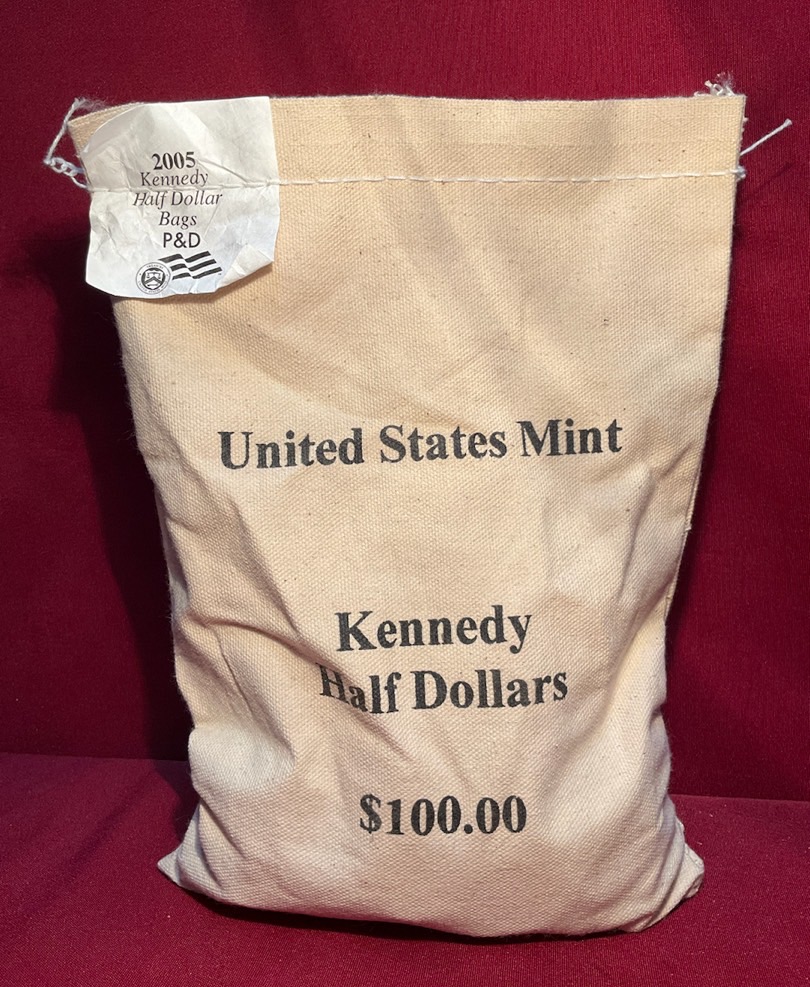 2005
Kennedy
Half Dollar
Bags
P&D
United States Mint
Kennedy
Half Dollars
$100.00